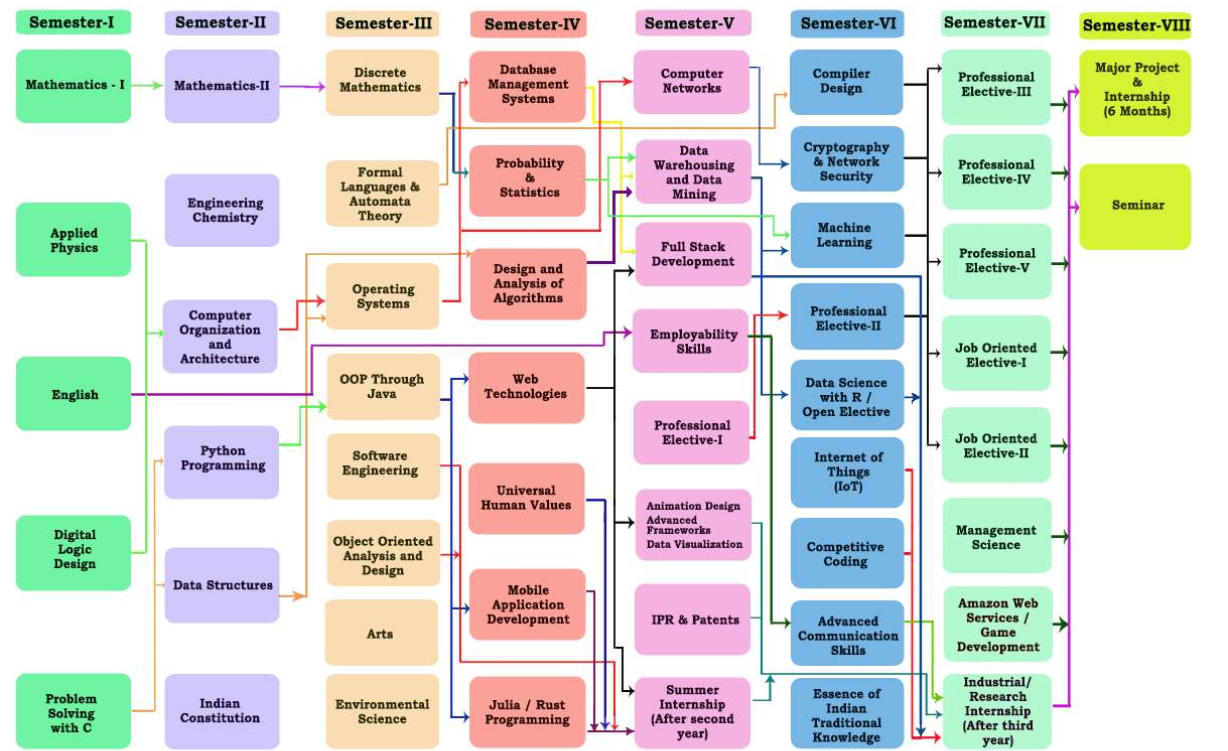 Semester-I
Semester-II
Semester-III
Semester-IV
Semester-V
Semester-VI
Semester-VII
Semester-VIII
Mathematics - I
Applied
Physics
English
Digital
Logic
Design
Problem
Solving
with C
Mathematics-II
Engineering
Chemistry
Computer
Organization
and
Architecture
Python
Programming
Data Structures
Indian
Constitution
Discrete
Mathematics
Formal
Languages &
Automata
Theory
Operating
Systems
OOP Through
Java
Software
Engineering
Object Oriented
Analysis and
Design
Arts
Environmental
Science
Database
Management
Systems
Probability
&
Statistics
Design and
Analysis of
Algorithms
Web
Technologies
Universal
Human Values
Mobile
Application
Development
Julia / Rust
Programming
Computer
Networks
Data
Warehousing
and Data
Mining
Full Stack
Development
Employability
Skills
Professional
Elective-I
Animation Design
Advanced
Frameworks
Data Visualization
IPR & Patents
Summer
Internship
(After second
year)
Compiler
Design
Cryptography
& Network
Security
Machine
Learning
Professional
Elective-II
Data Science
with R /
Open Elective
Internet of
Things
(IoT)
Competitive
Coding
Advanced
Communication
Skills
Essence of
Indian
Traditional
Knowledge
Professional
Elective-III
Professional
Elective-IV
Professional
Elective-V
Job Oriented
Elective-I
Job Oriented
Elective-II
Management
Science
Amazon Web
Services /
Game
Development
Industrial/
Research
Internship
(After third
year)
Major Project
&
Internship
(6 Months)
Seminar